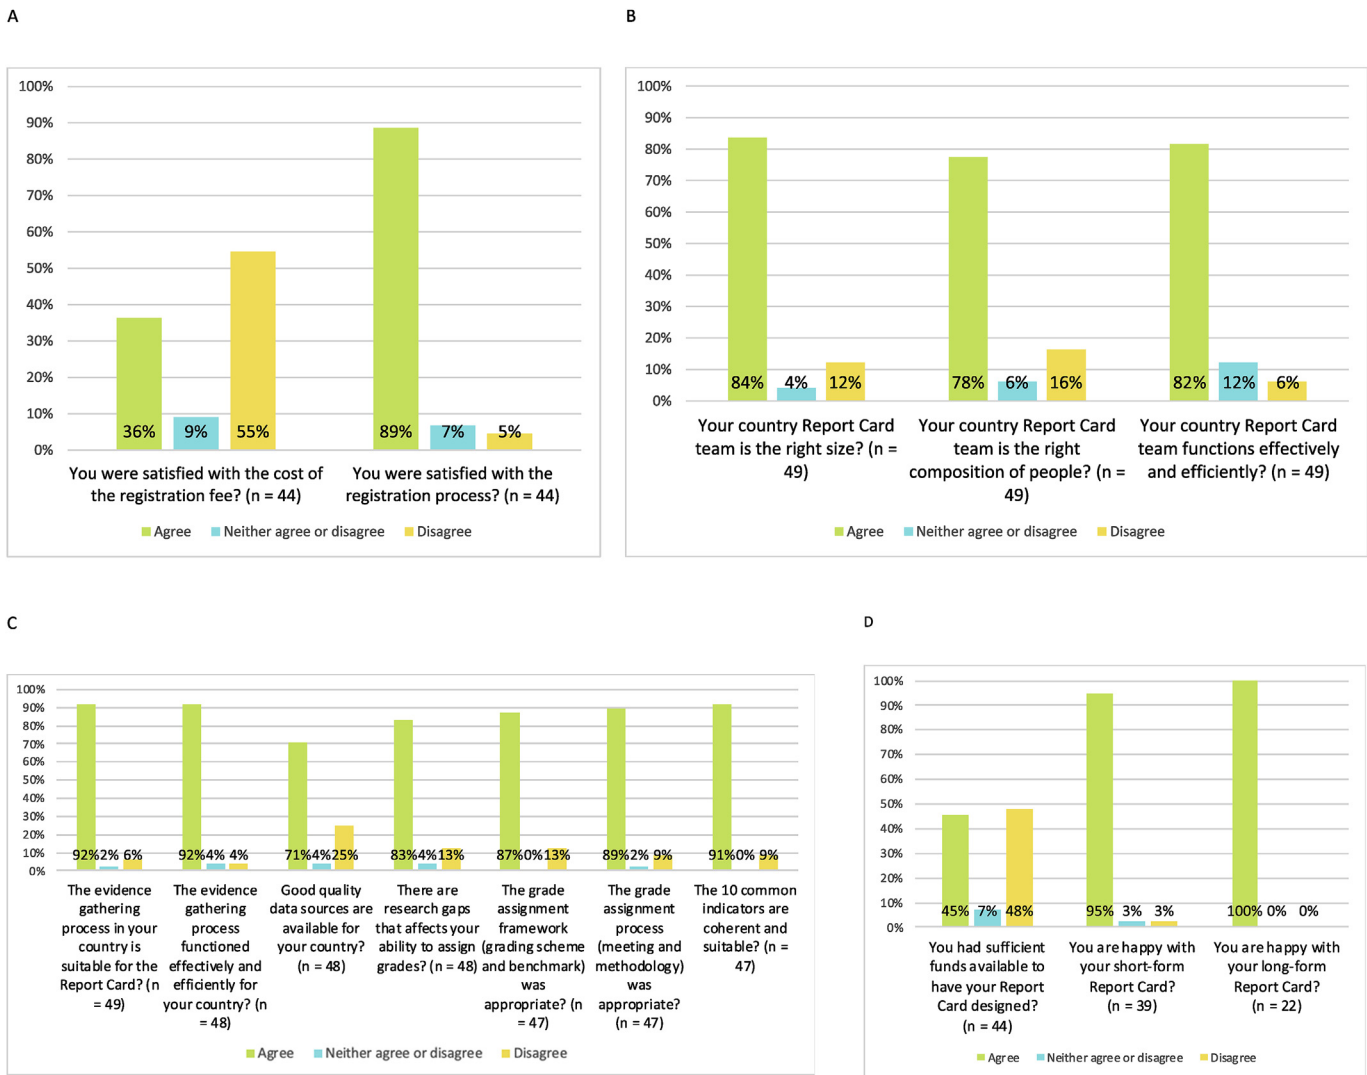 A
100%
90%
80%
70%
60%
50%
40%
30%
20%
10%
0%
36% 9% 55% 89% 7% 5%
You were satisfied with the cost of
the registration fee? (n = 44)
You were satisfied with the
registration process? (n = 44)
Agree Neither agree or disagree Disagree
B
100%
90%
80%
70%
60%
50%
40%
30%
20%
10%
0%
84% 4% 12% 78% 6% 16% 82% 12% 6%
Your country Report Card
team is the right size? (n =
49)
Your country Report Card
team is the right
composition of people? (n =
49)
Your country Report Card
team functions effectively
and efficiently? (n = 49)
Agree Neither agree or disagree Disagree
C
100%
90%
80%
70%
60%
50%
40%
30%
20%
10%
0%
92% 2% 6% 92% 4% 4% 71% 4% 25% 83% 4% 13% 87% 0% 13% 89% 2% 9% 91% 0% 9%
The evidence
gathering
process in your
country is
suitable for the
Report Card? (n
= 49)
The evidence
gathering
process
functioned
effectively and
efficiently for
your country? (n
= 48)
Good quality
data sources are
available for
your country?
(n = 48)
There are
research gaps
that affects your
ability to assign
grades? (n = 48)
The grade
assignment
framework
(grading scheme
and benchmark)
was
appropriate? (n
= 47)
The grade
assignment
process
(meeting and
methodology)
was
appropriate?
(n = 47)
The 10 common
indicators are
coherent and
suitable? (n =
47)
Agree Neither agree or disagree Disagree
D
100%
90%
80%
70%
60%
50%
40%
30%
20%
10%
0%
45% 7% 48% 95% 3% 3% 100% 0% 0%
You had sufficient
funds available to
have your Report
Card designed?
(n = 44)
You are happy with
your short-form
Report Card?
(n = 39)
You are happy with
your long-form
Report Card?
(n = 22)
Agree Neither agree or disagree Disagree